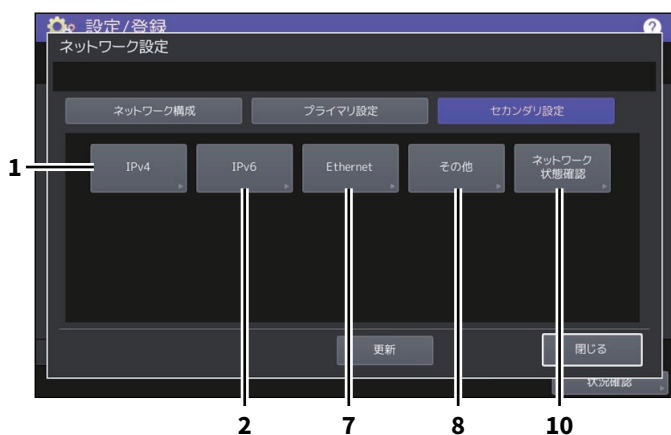 設定/登録
?
ネットワーク設定
ネットワーク構成
プライマリ設定
セカンダリ設定
1
IPv4
IPv6
Ethernet
その他
ネットワーク
状態確認
更新
閉じる
状況確認
2
7
8
10